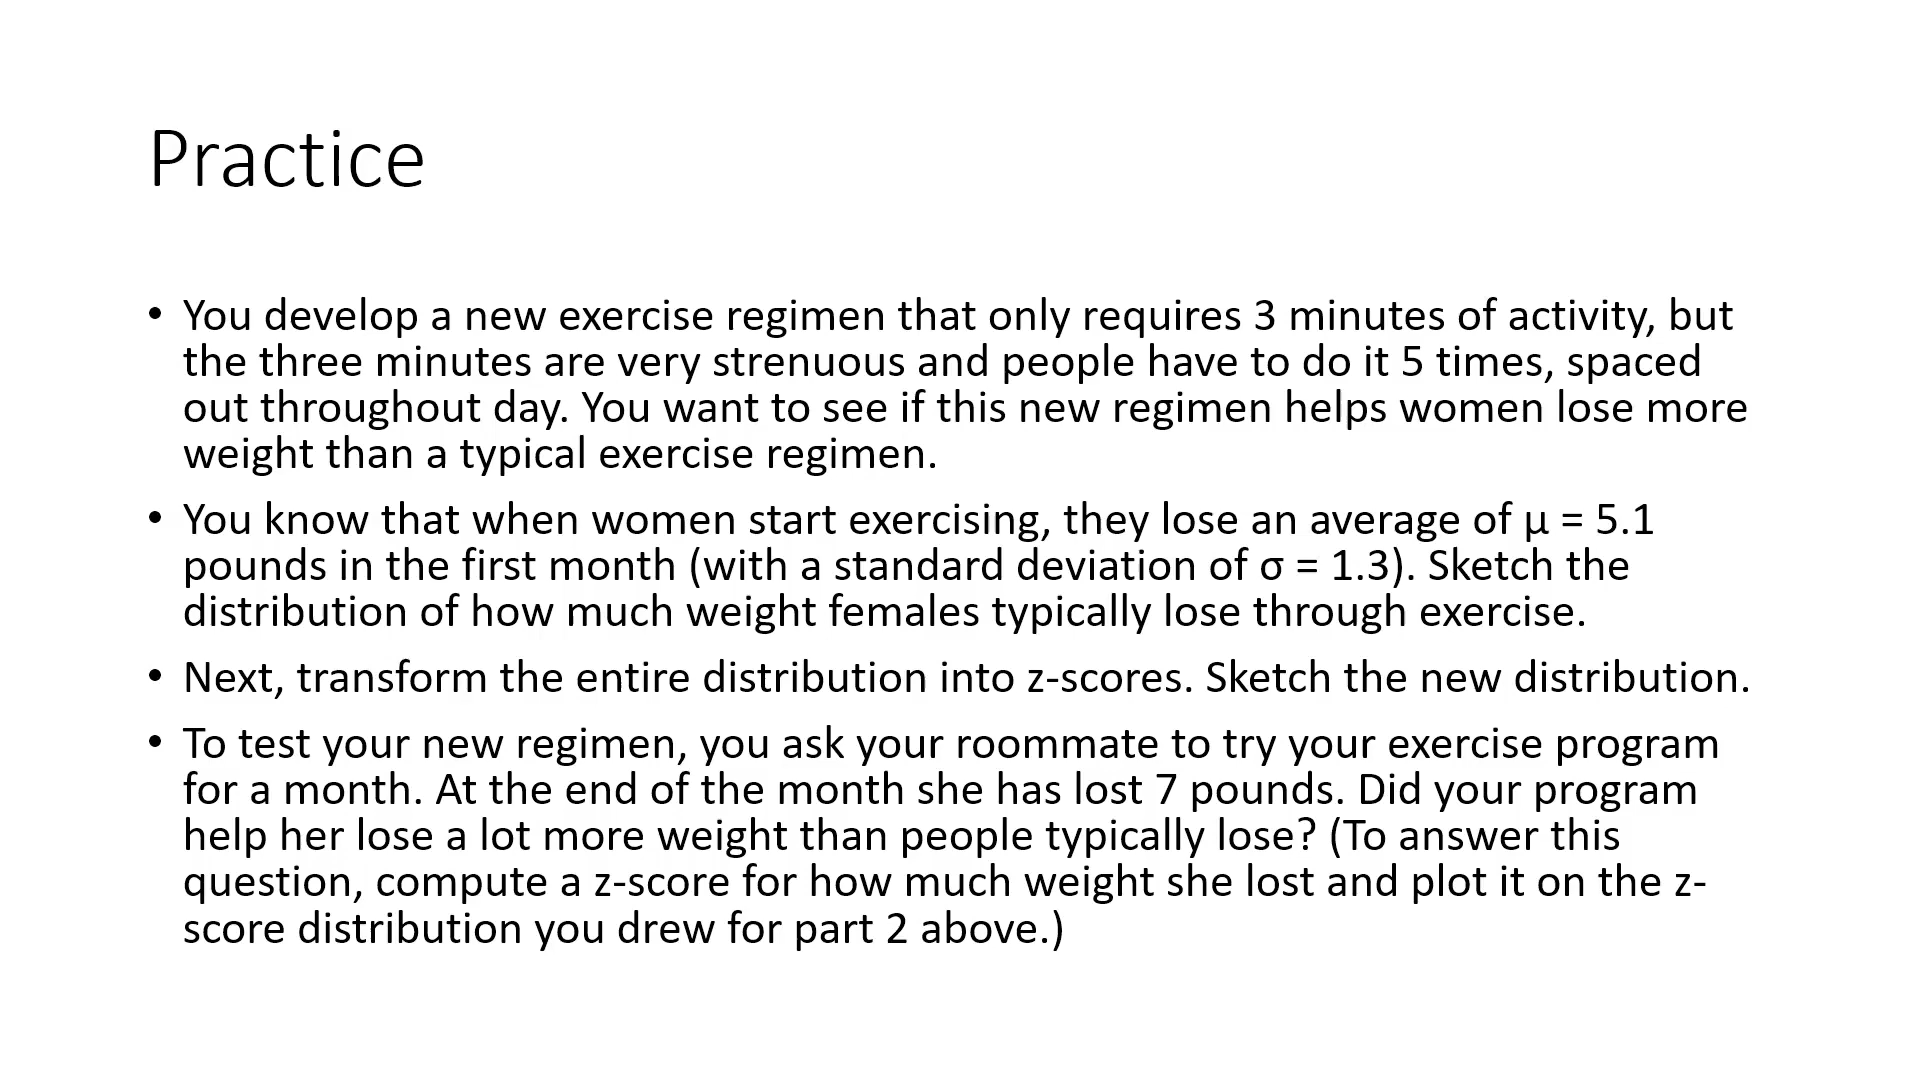 Practice
• You develop a new exercise regimen that only requires 3 minutes of activity, but
the three minutes are very strenuous and people have to do it 5 times, spaced
out throughout day. You want to see if this new regimen helps women lose more
weight than a typical exercise regimen.
• You know that when women start exercising, they lose an average of μ = 5.1
pounds in the first month (with a standard deviation of σ = 1.3). Sketch the
distribution of how much weight females typically lose through exercise.
• Next, transform the entire distribution into z-scores. Sketch the new distribution.
• To test your new regimen, you ask your roommate to try your exercise program
for a month. At the end of the month she has lost 7 pounds. Did your program
help her lose a lot more weight than people typically lose? (To answer this
question, compute a z-score for how much weight she lost and plot it on the z-
score distribution you drew for part 2 above.)